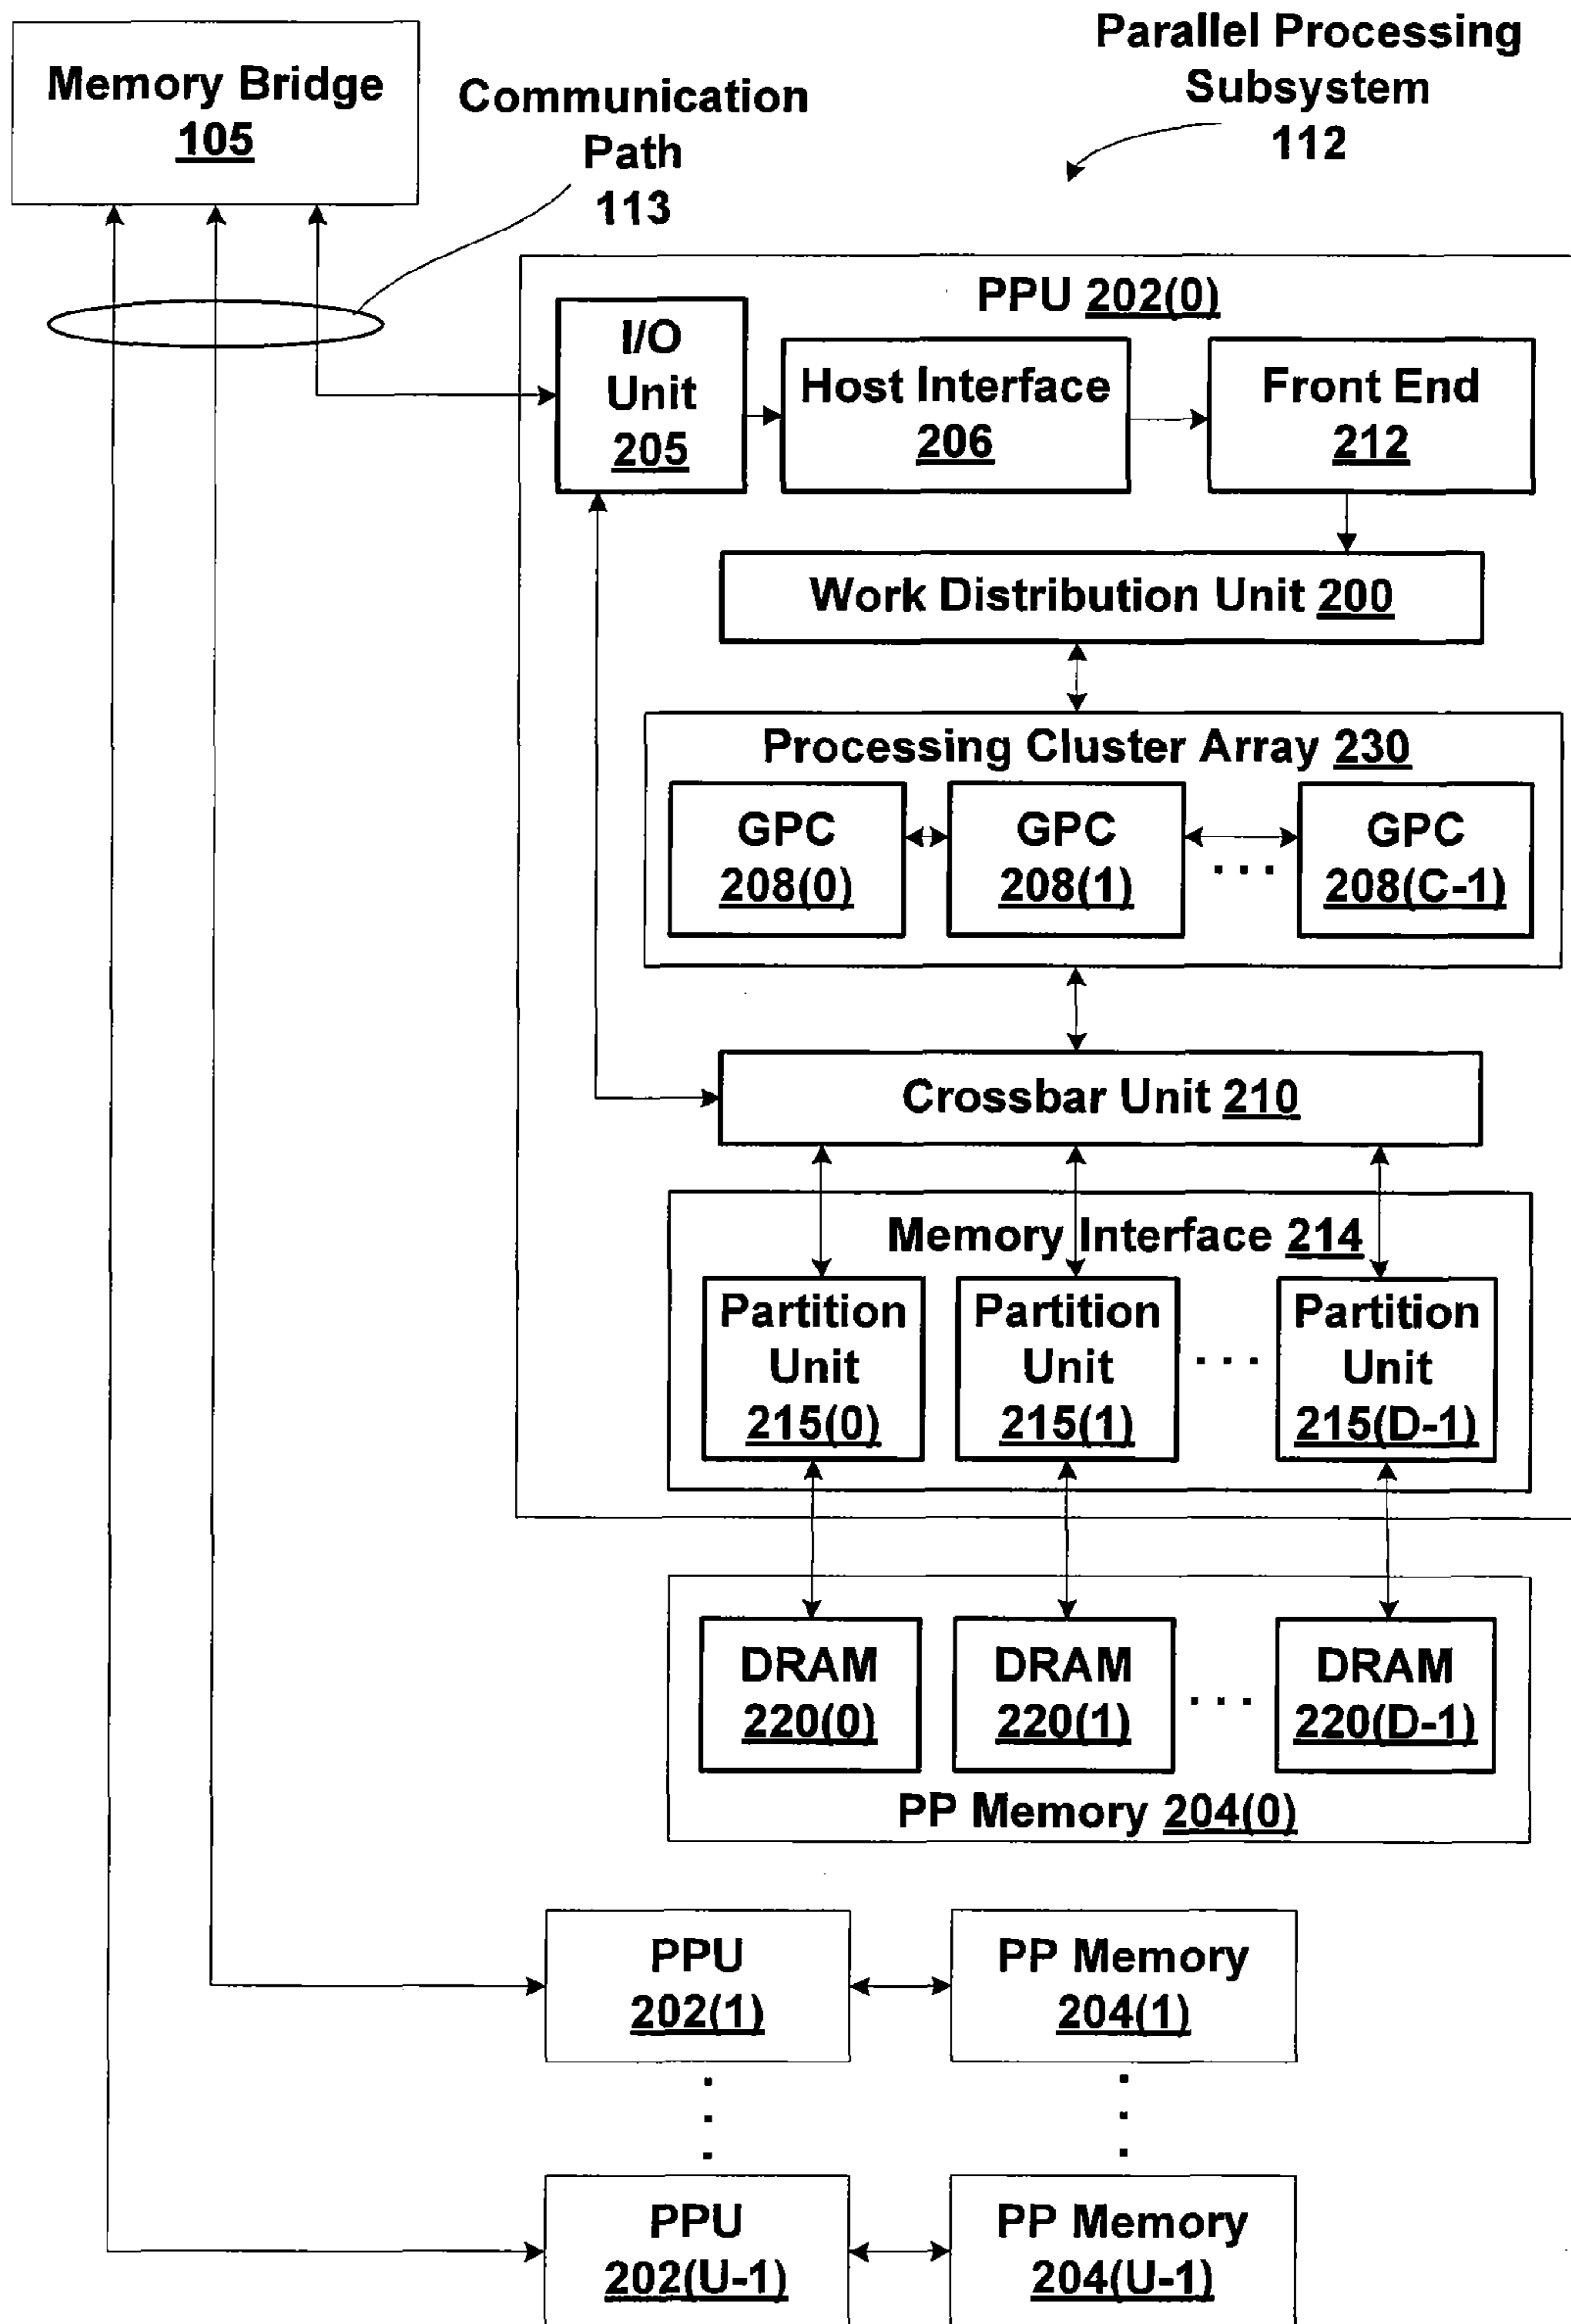 Parallel Processing
Subsystem
112
Memory Bridge
105
Communication
Path
113
PPU 202(0)
I/O
Unit
205
Host Interface
206
Front End
212
Work Distribution Unit 200
Processing Cluster Array 230
GPC
208(0)
GPC
208(1)
. . .
GPC
208(C-1)
Crossbar Unit 210
Memory Interface 214
Partition
Unit
215(0)
Partition
Unit
215(1)
. . .
Partition
Unit
215(D-1)
DRAM
220(0)
DRAM
220(1)
. . .
DRAM
220(D-1)
PP Memory 204(0)
PPU
202(1)
PP Memory
204(1)
PPU
202(U-1)
PP Memory
204(U-1)